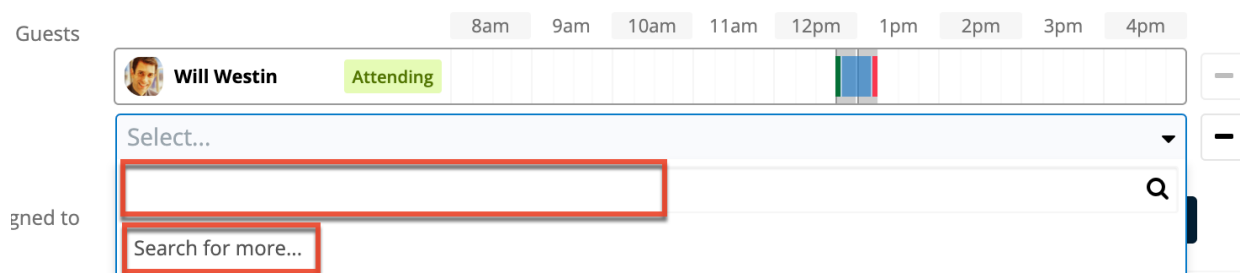 Guests 8am 9am 10am 11am 12pm 1pm 2pm 3pm 4pm
Will Westin Attending
Select...
gned to
Search for more...